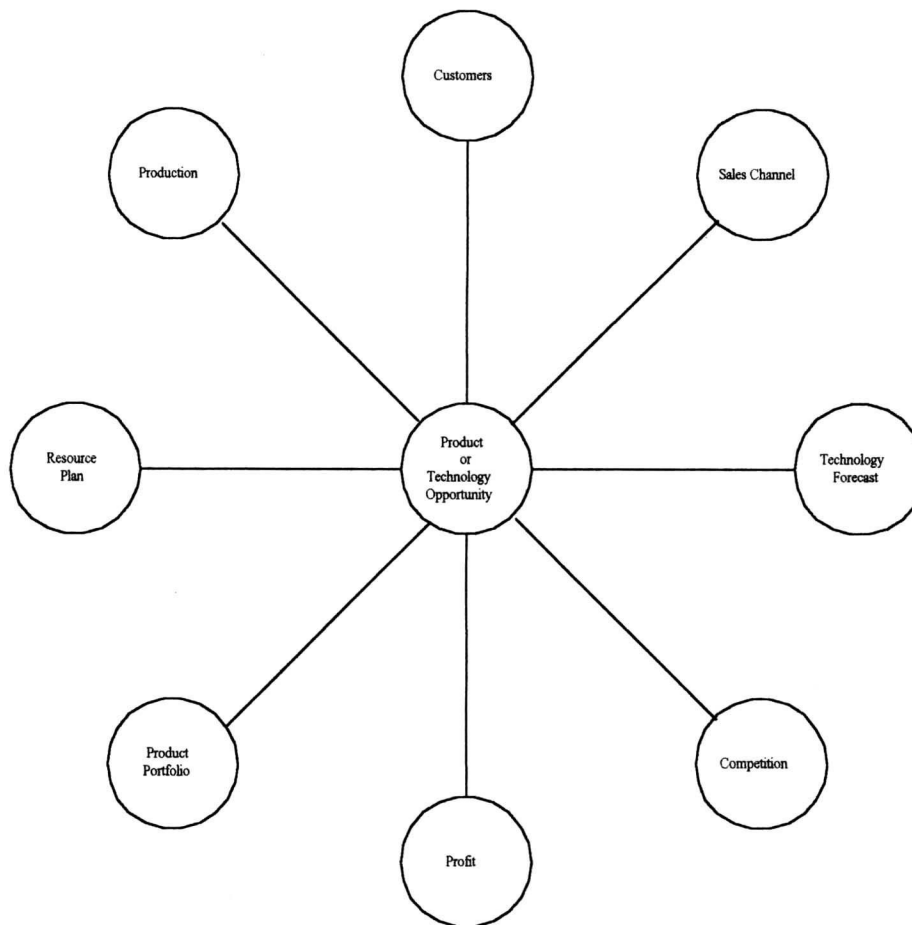 Customers
Production
Sales Channel
Product
or
Technology
Opportunity
Resource
Plan
Technology
Forecast
Product
Portfolio
Competition
Profit